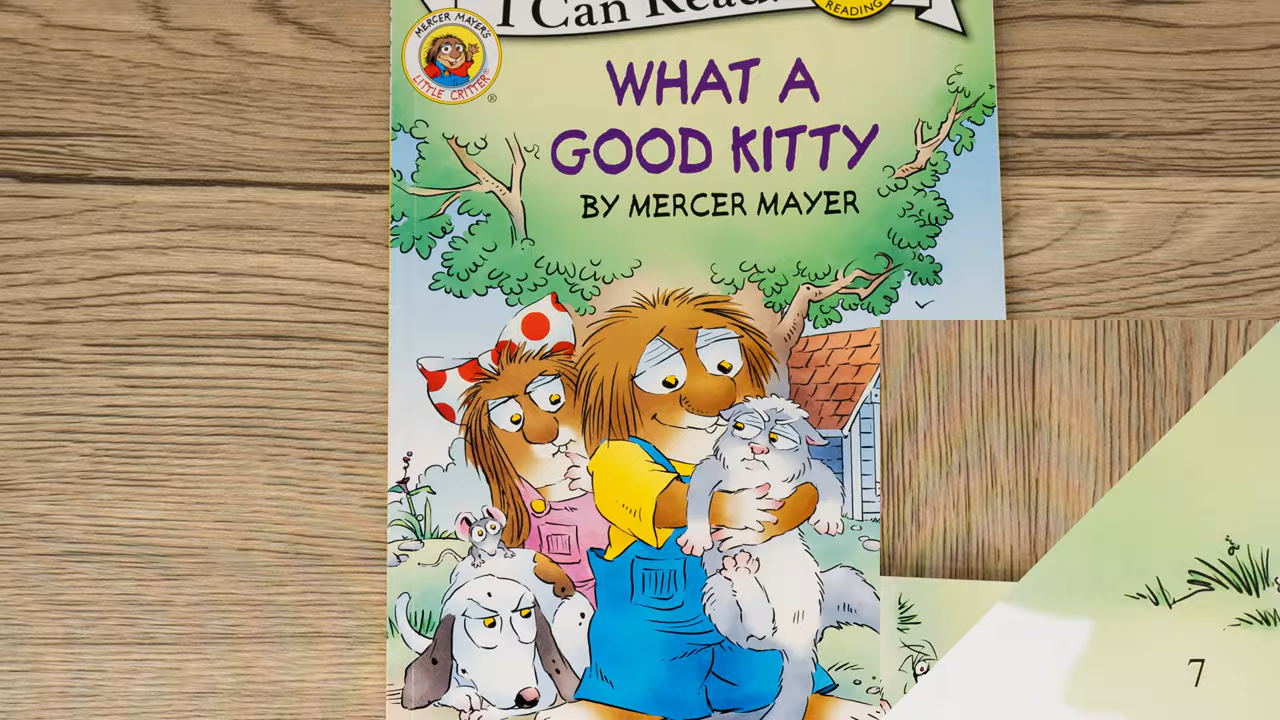 I Can Read!
READING
MERCER MAYER'S
LITTLE CRITTER®
WHAT A
GOOD KITTY
BY MERCER MAYER
7